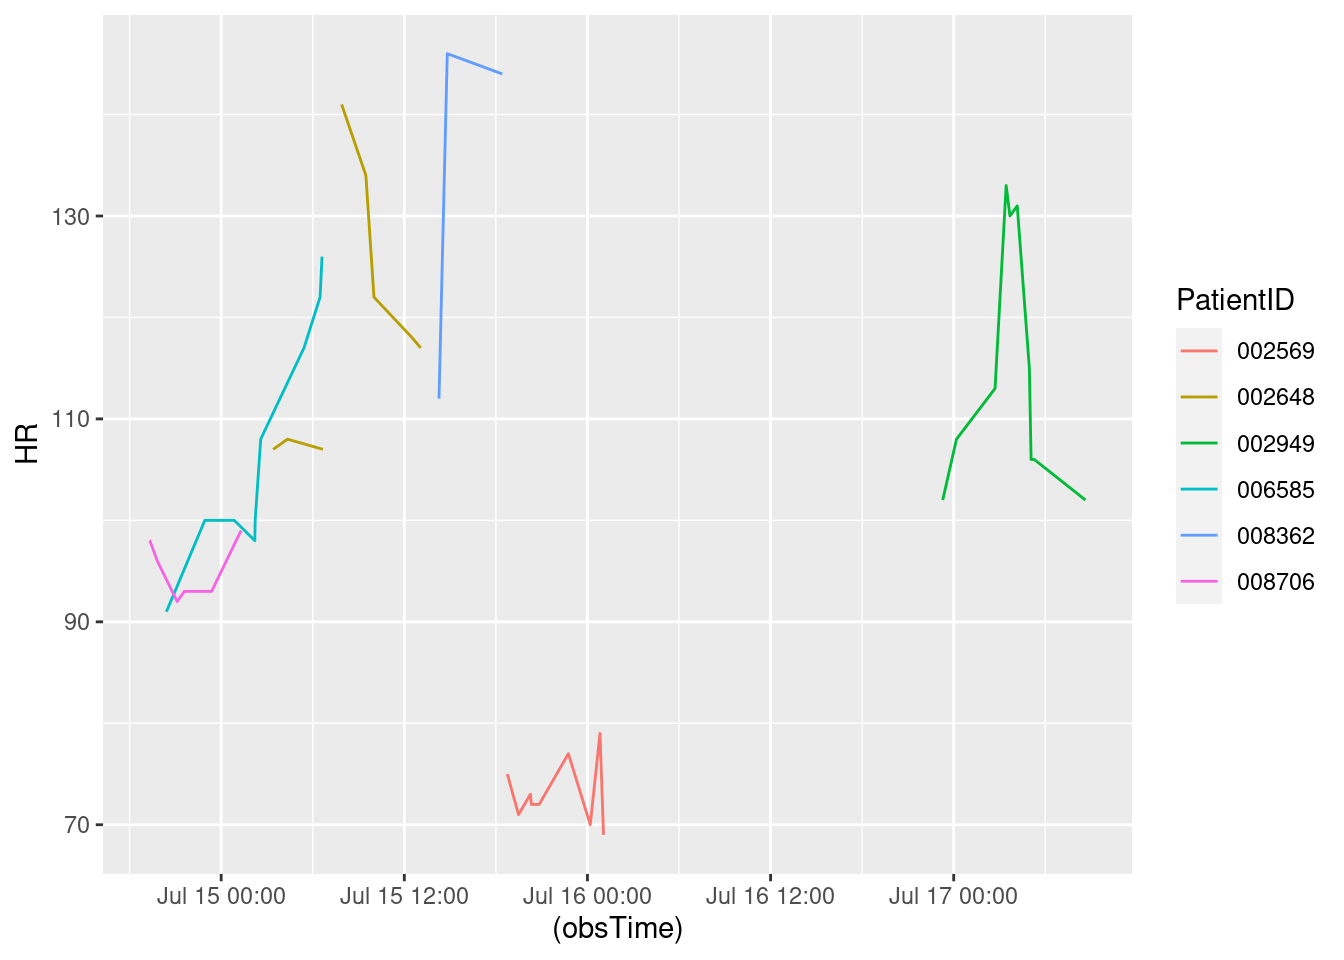 HR
130
110
90
70
Jul 15 00:00
Jul 15 12:00
Jul 16 00:00
Jul 16 12:00
Jul 17 00:00
(obsTime)
PatientID
002569
002648
002949
006585
008362
008706